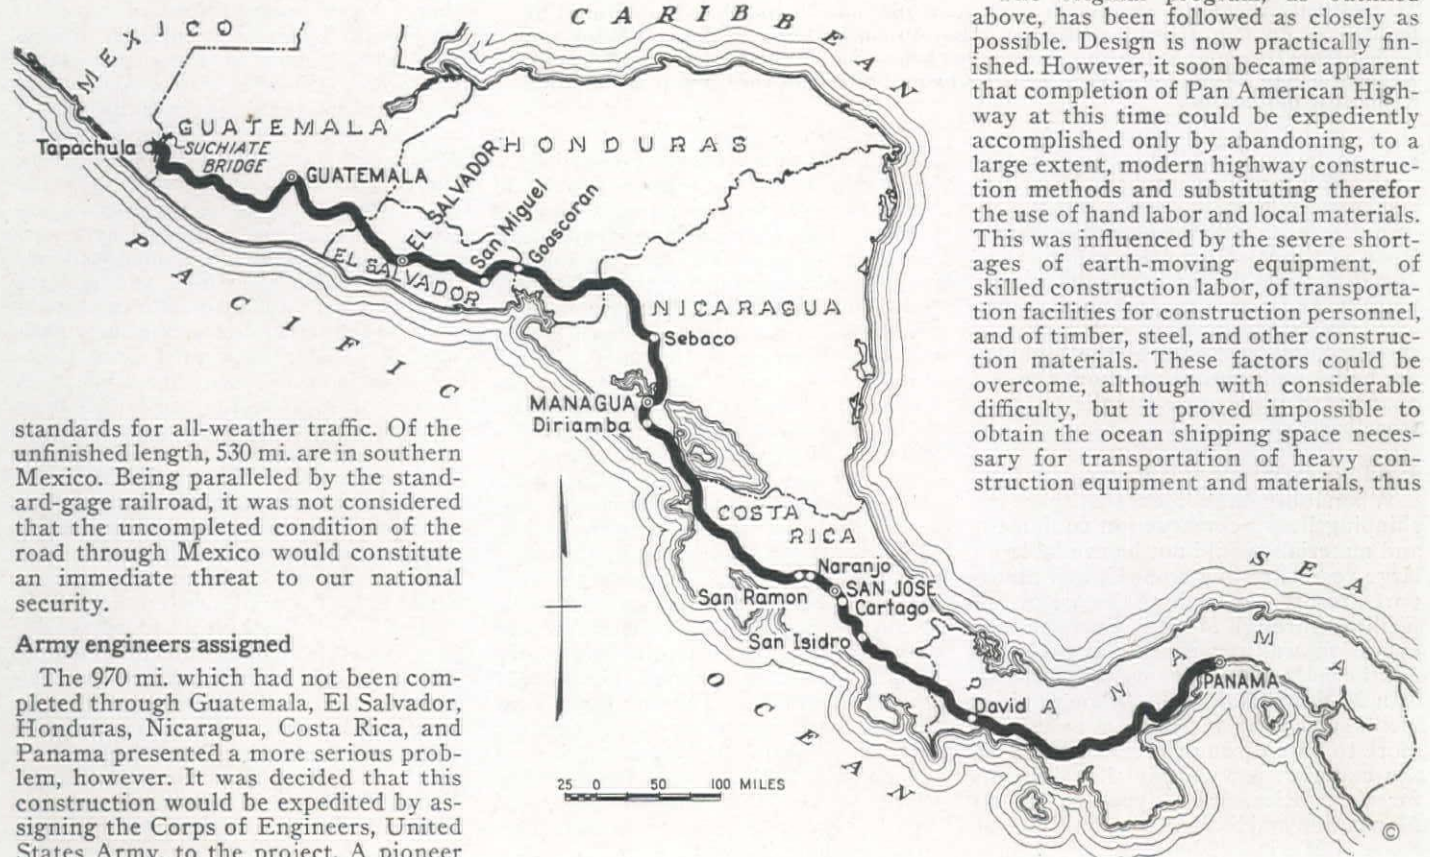 standards for all-weather traffic. Of the
unfinished length, 530 mi. are in southern
Mexico. Being paralleled by the stand-
ard-gage railroad, it was not considered
that the uncompleted condition of the
road through Mexico would constitute
an immediate threat to our national
security.
Army engineers assigned
The 970 mi. which had not been com-
pleted through Guatemala, El Salvador,
Honduras, Nicaragua, Costa Rica, and
Panama presented a more serious prob-
lem, however. It was decided that this
construction would be expedited by as-
signing the Corps of Engineers, United
States Army, to the project. A pioneer
CARIBBEAN
SEA
MEXICO
GUATEMALA
Tapachula
SUCHIATE
BRIDGE
GUATEMALA
HONDURAS
EL SALVADOR
San Miguel
Goascoran
EL SALVADOR
PACIFIC
OCEAN
NICARAGUA
Sebaco
MANAGUA
Diriamba
COSTA
RICA
Naranjo
San Ramon
SAN JOSE
Cartago
San Isidro
PANAMA
David
PANAMA
25 0 50 100 MILES
©
above, has been followed as closely as
possible. Design is now practically fin-
ished. However, it soon became apparent
that completion of Pan American High-
way at this time could be expediently
accomplished only by abandoning, to a
large extent, modern highway construc-
tion methods and substituting therefor
the use of hand labor and local materials.
This was influenced by the severe short-
ages of earth-moving equipment, of
skilled construction labor, of transporta-
tion facilities for construction personnel,
and of timber, steel, and other construc-
tion materials. These factors could be
overcome, although with considerable
difficulty, but it proved impossible to
obtain the ocean shipping space neces-
sary for transportation of heavy con-
struction equipment and materials, thus